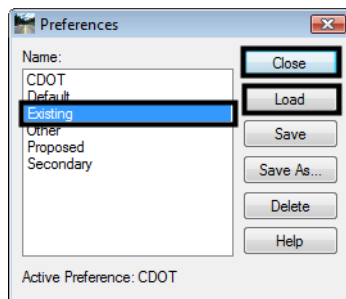 Preferences
Name:
CDOT
Default
Existing
Other
Proposed
Secondary
Close
Load
Save
Save As...
Delete
Help
Active Preference: CDOT